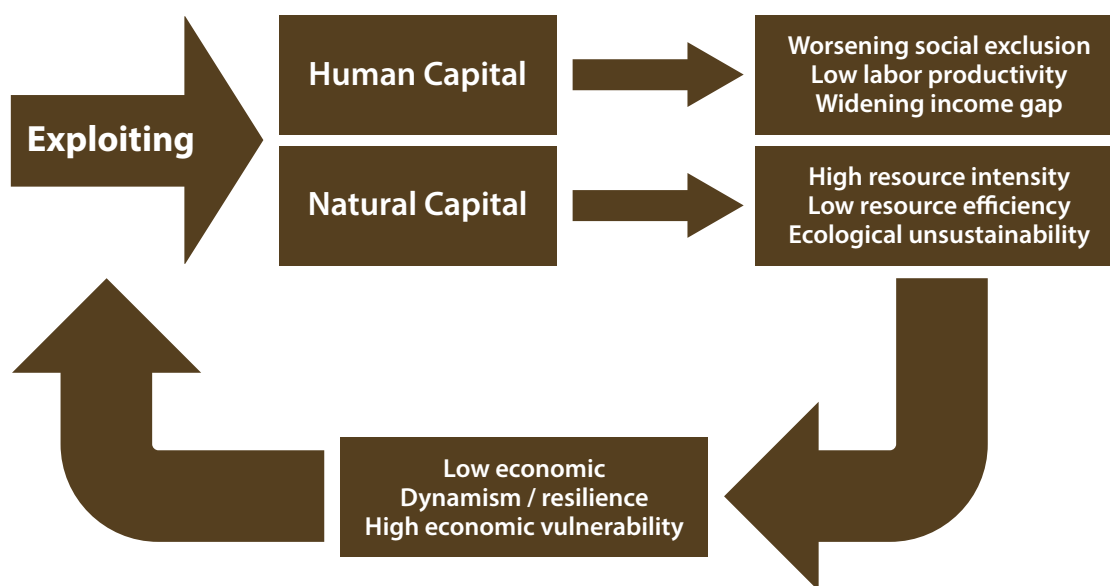 Exploiting
Human Capital
Worsening social exclusion
Low labor productivity
Widening income gap
Natural Capital
High resource intensity
Low resource efficiency
Ecological unsustainability
Low economic
Dynamism / resilience
High economic vulnerability